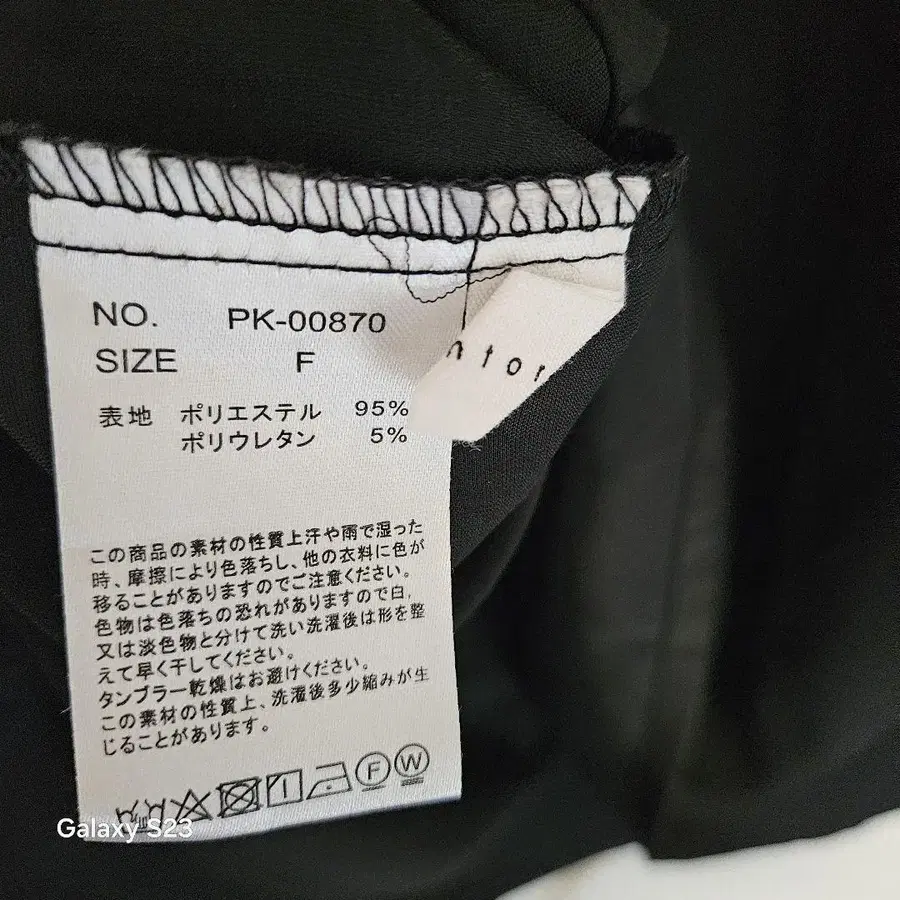 NO. PK-00870
SIZE F
表地 ポリエステル 95%
ポリウレタン 5%
ntor
この商品の素材の性質上汗や雨で湿った
時、摩擦により色落ちし、他の衣料に色が
移ることがありますのでご注意ください。
色物は色落ちの恐れがありますので白,
又は淡色物と分けて洗い洗濯後は形を整
えて早く干してください。
タンブラー乾燥はお避けください。
この素材の性質上、洗濯後多少縮みが生
じることがあります。
F W
Galaxy S23